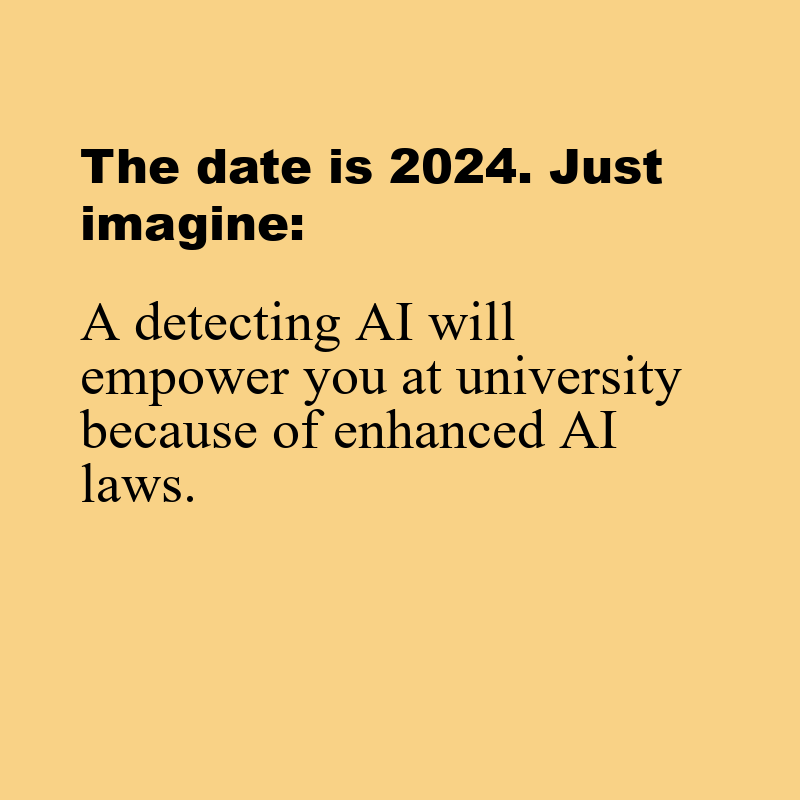 The date is 2024. Just
imagine:
A detecting AI will
empower you at university
because of enhanced AI
laws.